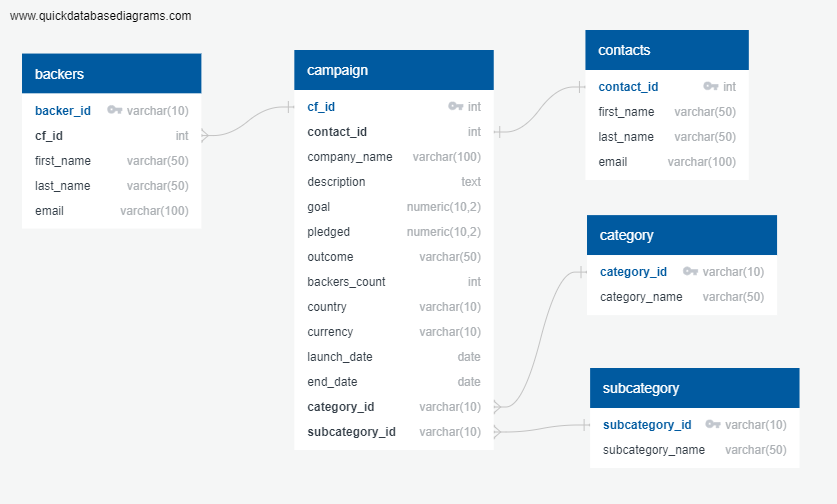 www.quickdatabasediagrams.com
backers
backer_id varchar(10)
cf_id int
first_name varchar(50)
last_name varchar(50)
email varchar(100)
campaign
cf_id int
contact_id int
company_name varchar(100)
description text
goal numeric(10,2)
pledged numeric(10,2)
outcome varchar(50)
backers_count int
country varchar(10)
currency varchar(10)
launch_date date
end_date date
category_id varchar(10)
subcategory_id varchar(10)
contacts
contact_id int
first_name varchar(50)
last_name varchar(50)
email varchar(100)
category
category_id varchar(10)
category_name varchar(50)
subcategory
subcategory_id varchar(10)
subcategory_name varchar(50)